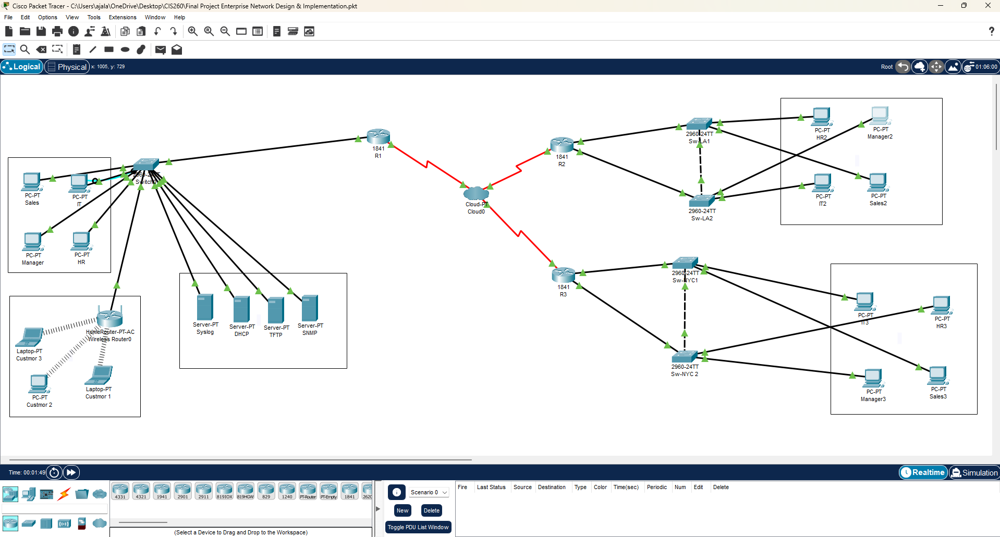 Cisco Packet Tracer - C:\Users\ajala\OneDrive\Desktop\CIS260\Final Project Enterprise Network Design & Implementation.pkt
File Edit Options View Tools Extensions Window Help
?
Logical Physical x: 1005, y: 729
Root 01:06:00
PC-PT
Sales
PC-PT
IT
2960-24TT
Switch0
PC-PT
Manager
PC-PT
HR
HomeRouter-PT-AC
Wireless Router0
Laptop-PT
Custmor 3
PC-PT
Custmor 2
Laptop-PT
Custmor 1
Server-PT
Syslog
Server-PT
DHCP
Server-PT
TFTP
Server-PT
SNMP
1841
R1
Cloud-PT
Cloud0
1841
R2
2960-24TT
Sw-LA1
2960-24TT
Sw-LA2
PC-PT
HR2
PC-PT
Manager2
PC-PT
IT2
PC-PT
Sales2
1841
R3
2960-24TT
Sw-NYC1
2960-24TT
Sw-NYC 2
PC-PT
IT3
PC-PT
HR3
PC-PT
Manager3
PC-PT
Sales3
Time: 00:01:49
Realtime Simulation
4331 4321 1941 2901 2911 819IOX 819HGW 829 1240 PT-Router PT-Empty 1841 2620
(Select a Device to Drag and Drop to the Workspace)
Scenario 0
New Delete
Toggle PDU List Window
Fire Last Status Source Destination Type Color Time(sec) Periodic Num Edit Delete